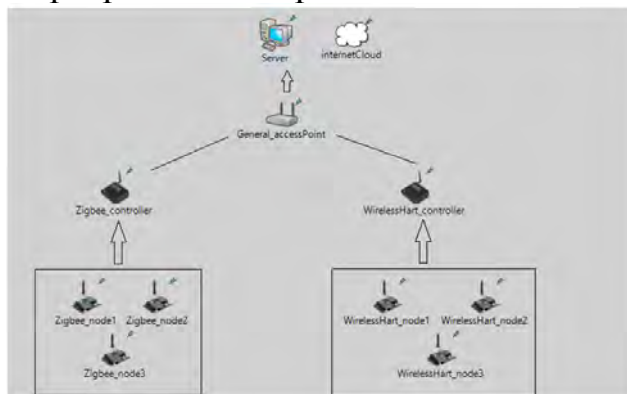 Server
internetCloud
General_accessPoint
Zigbee_controller
WirelessHart_controller
Zigbee_node1 Zigbee_node2
WirelessHart_node1 WirelessHart_node2
Zigbee_node3
WirelessHart_node3